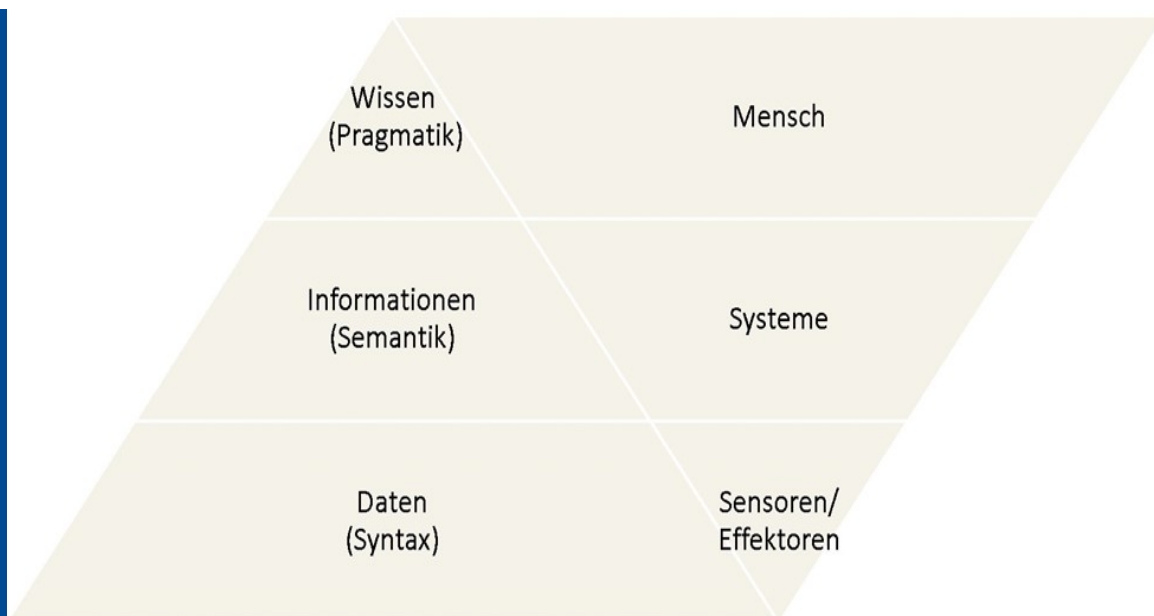 Wissen
(Pragmatik)
Mensch
Informationen
(Semantik)
Systeme
Daten
(Syntax)
Sensoren/
Effektoren